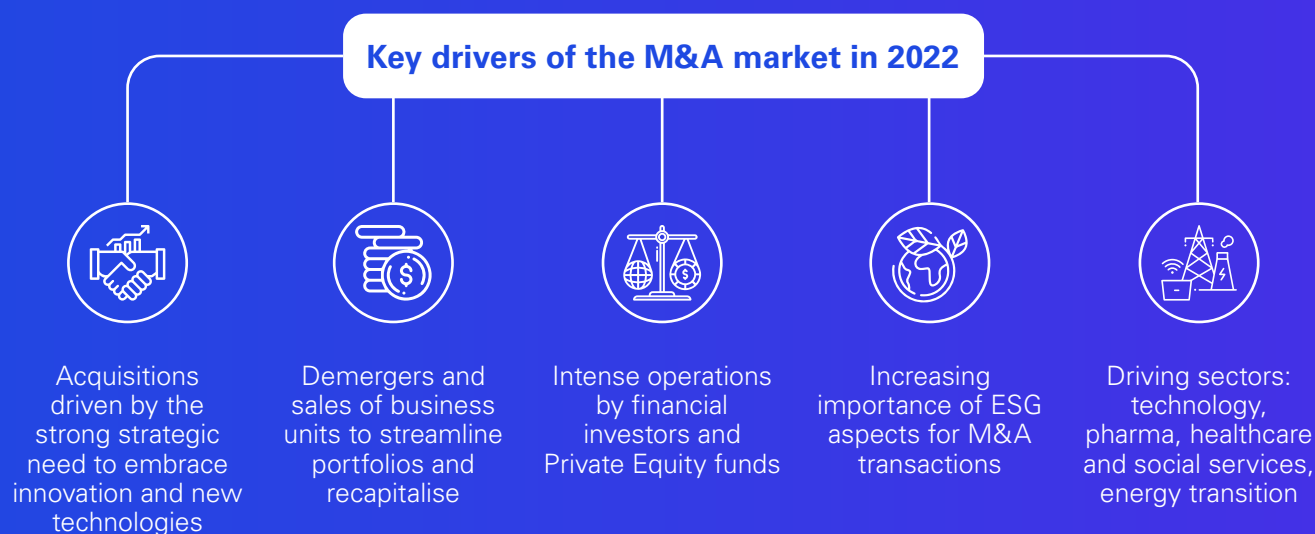 Key drivers of the M&A market in 2022
Acquisitions
driven by the
strong strategic
need to embrace
innovation and new
technologies
Demergers and
sales of business
units to streamline
portfolios and
recapitalise
Intense operations
by financial
investors and
Private Equity funds
Increasing
importance of ESG
aspects for M&A
transactions
Driving sectors:
technology,
pharma, healthcare
and social services,
energy transition